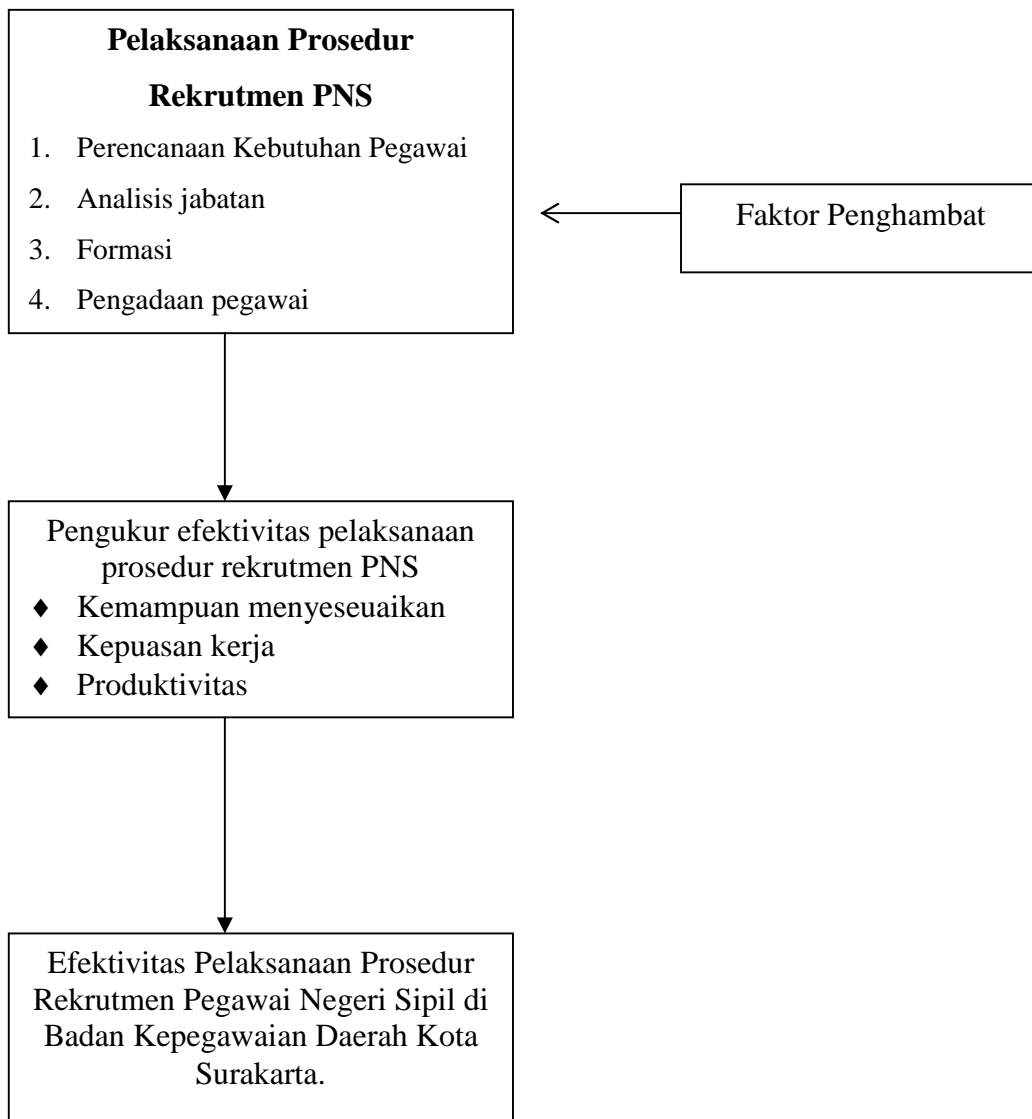 Pelaksanaan Prosedur
Rekrutmen PNS
1. Perencanaan Kebutuhan Pegawai
2. Analisis jabatan
3. Formasi
4. Pengadaan pegawai
Faktor Penghambat
Pengukur efektivitas pelaksanaan
prosedur rekrutmen PNS
♦ Kemampuan menyeseuaikan
♦ Kepuasan kerja
♦ Produktivitas
Efektivitas Pelaksanaan Prosedur
Rekrutmen Pegawai Negeri Sipil di
Badan Kepegawaian Daerah Kota
Surakarta.